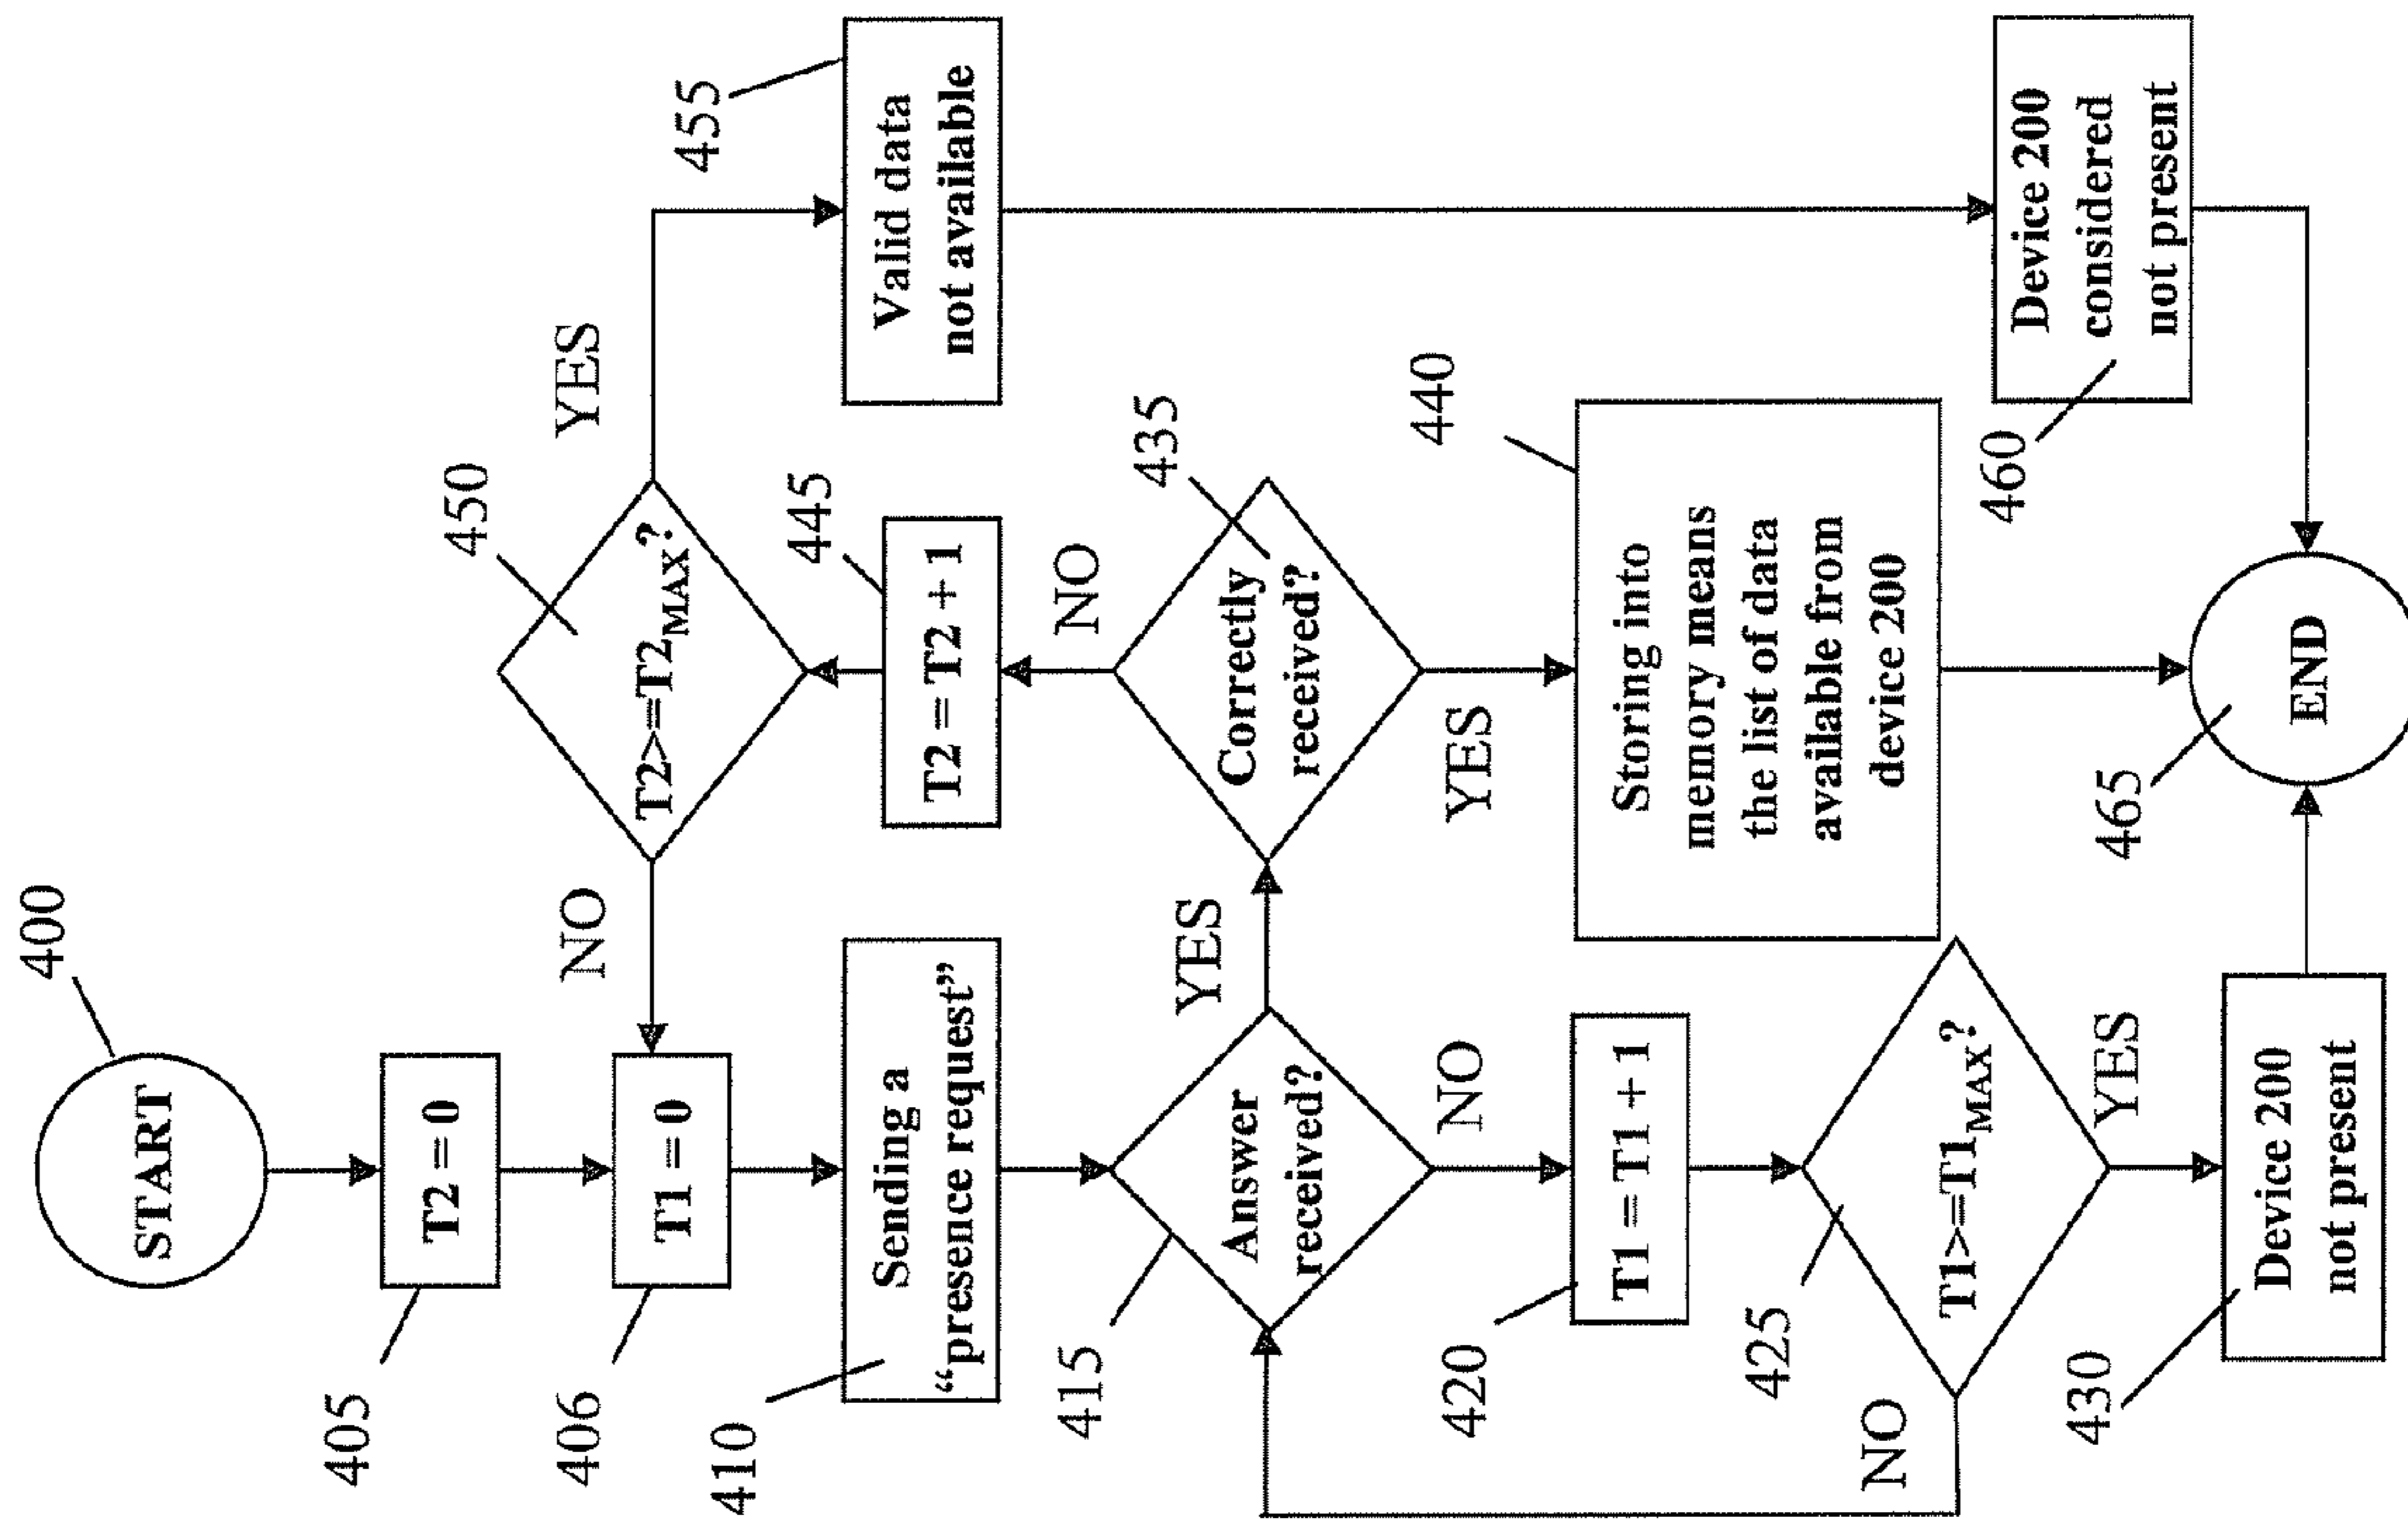 400
START
405
T2 = 0
406
T1 = 0
NO
450
T2>=T2MAX?
YES
410
Sending a
"presence request"
445
T2 = T2 + 1
455
Valid data
not available
NO
415
Answer
received?
YES
435
Correctly
received?
NO
YES
420
T1 = T1 + 1
440
Storing into
memory means
the list of data
available from
device 200
425
T1>=T1MAX?
NO
YES
430
Device 200
not present
460
Device 200
considered
not present
465
END